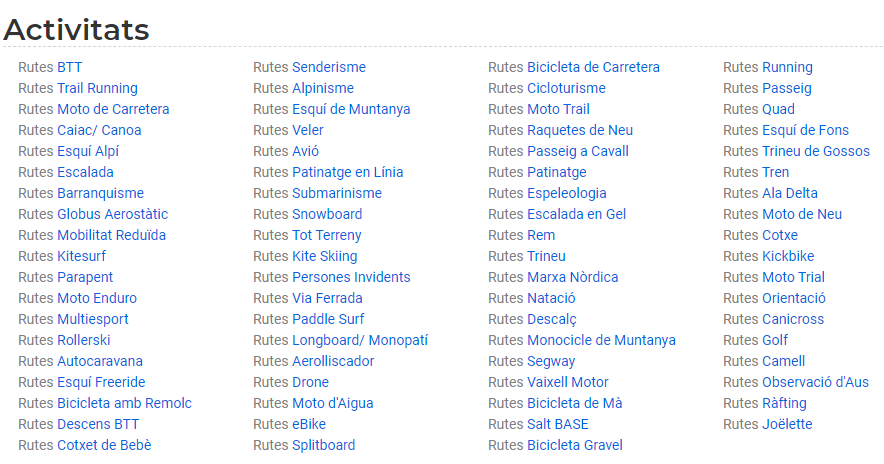 Activitats
Rutes BTT
Rutes Senderisme
Rutes Bicicleta de Carretera
Rutes Running
Rutes Trail Running
Rutes Alpinisme
Rutes Cicloturisme
Rutes Passeig
Rutes Moto de Carretera
Rutes Esquí de Muntanya
Rutes Moto Trail
Rutes Quad
Rutes Caiac/ Canoa
Rutes Veler
Rutes Raquetes de Neu
Rutes Esquí de Fons
Rutes Esquí Alpí
Rutes Avió
Rutes Passeig a Cavall
Rutes Trineu de Gossos
Rutes Escalada
Rutes Patinatge en Línia
Rutes Patinatge
Rutes Tren
Rutes Barranquisme
Rutes Submarinisme
Rutes Espeleologia
Rutes Ala Delta
Rutes Globus Aerostàtic
Rutes Snowboard
Rutes Escalada en Gel
Rutes Moto de Neu
Rutes Mobilitat Reduïda
Rutes Tot Terreny
Rutes Rem
Rutes Cotxe
Rutes Kitesurf
Rutes Kite Skiing
Rutes Trineu
Rutes Kickbike
Rutes Parapent
Rutes Persones Invidents
Rutes Marxa Nòrdica
Rutes Moto Trial
Rutes Moto Enduro
Rutes Via Ferrada
Rutes Natació
Rutes Orientació
Rutes Multiesport
Rutes Paddle Surf
Rutes Descalç
Rutes Canicross
Rutes Rollerski
Rutes Longboard/ Monopatí
Rutes Monocicle de Muntanya
Rutes Golf
Rutes Autocaravana
Rutes Aerolliscador
Rutes Segway
Rutes Camell
Rutes Esquí Freeride
Rutes Drone
Rutes Vaixell Motor
Rutes Observació d'Aus
Rutes Bicicleta amb Remolc
Rutes Moto d'Aigua
Rutes Bicicleta de Mà
Rutes Ràfting
Rutes Descens BTT
Rutes eBike
Rutes Salt BASE
Rutes Joëlette
Rutes Cotxet de Bebè
Rutes Splitboard
Rutes Bicicleta Gravel